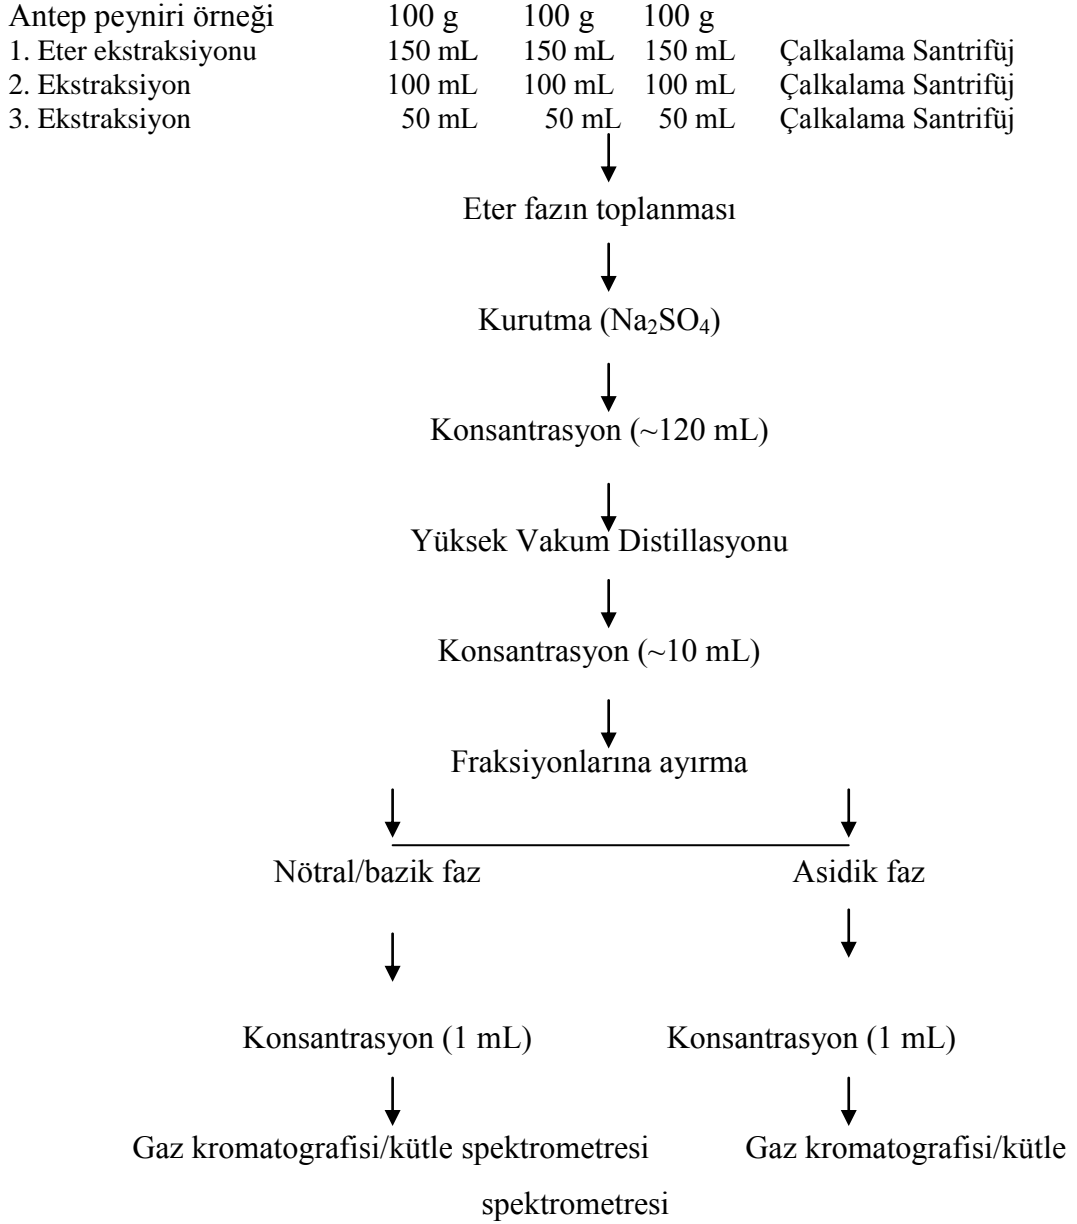 Antep peyniri örneği 100 g 100 g 100 g
1. Eter ekstraksiyonu 150 mL 150 mL 150 mL Çalkalama Santrifüj
2. Ekstraksiyon 100 mL 100 mL 100 mL Çalkalama Santrifüj
3. Ekstraksiyon 50 mL 50 mL 50 mL Çalkalama Santrifüj
Eter fazın toplanması
Kurutma (Na₂SO₄)
Konsantrasyon (~120 mL)
Yüksek Vakum Distillasyonu
Konsantrasyon (~10 mL)
Fraksiyonlarına ayırma
Nötral/bazik faz Asidik faz
Konsantrasyon (1 mL) Konsantrasyon (1 mL)
Gaz kromatografisi/kütle spektrometresi Gaz kromatografisi/kütle
spektrometresi